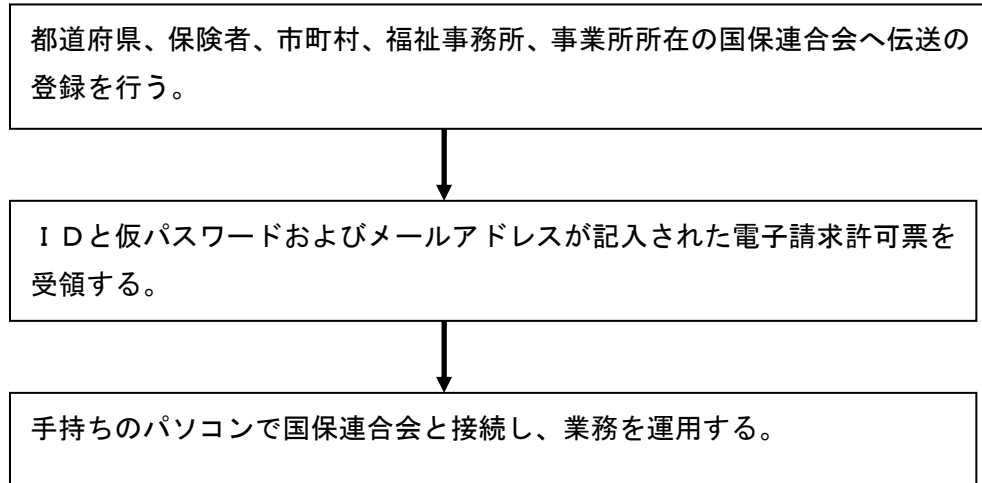 都道府県、保険者、市町村、福祉事務所、事業所所在の国保連合会へ伝送の
登録を行う。
ＩＤと仮パスワードおよびメールアドレスが記入された電子請求許可票を
受領する。
手持ちのパソコンで国保連合会と接続し、業務を運用する。